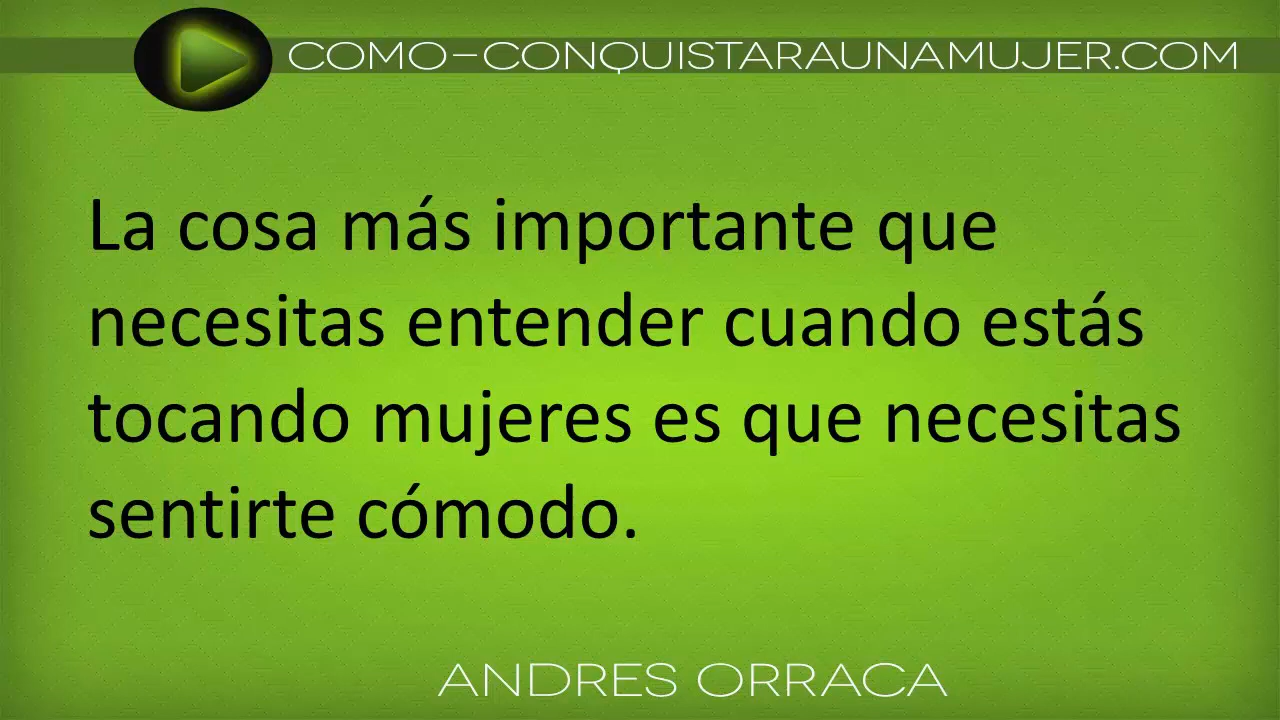 COMO-CONQUISTARAUNAMUJER.COM
La cosa más importante que
necesitas entender cuando estás
tocando mujeres es que necesitas
sentirte cómodo.
ANDRES ORRACA